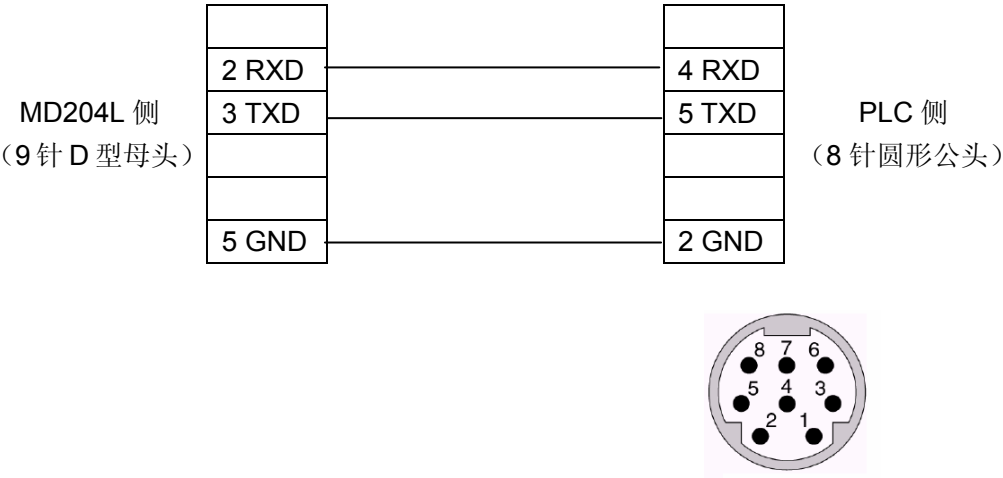 2 RXD
4 RXD
MD204L 侧
3 TXD
5 TXD
PLC 侧
（9 针 D 型母头）
（8 针圆形公头）
5 GND
2 GND
8 7 6
5 4 3
2 1